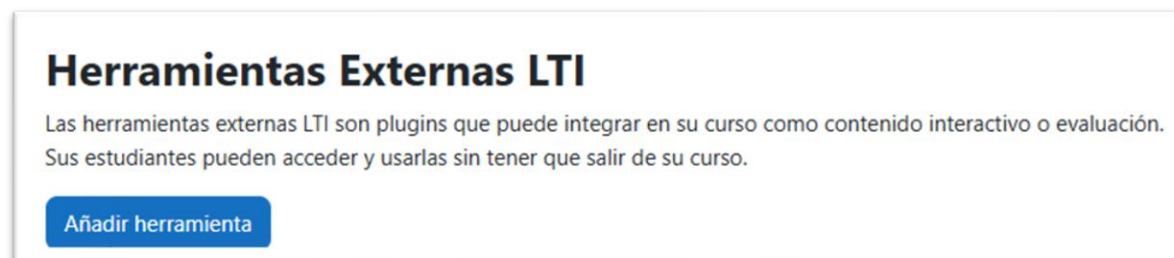 Herramientas Externas LTI
Las herramientas externas LTI son plugins que puede integrar en su curso como contenido interactivo o evaluación.
Sus estudiantes pueden acceder y usarlas sin tener que salir de su curso.
Añadir herramienta